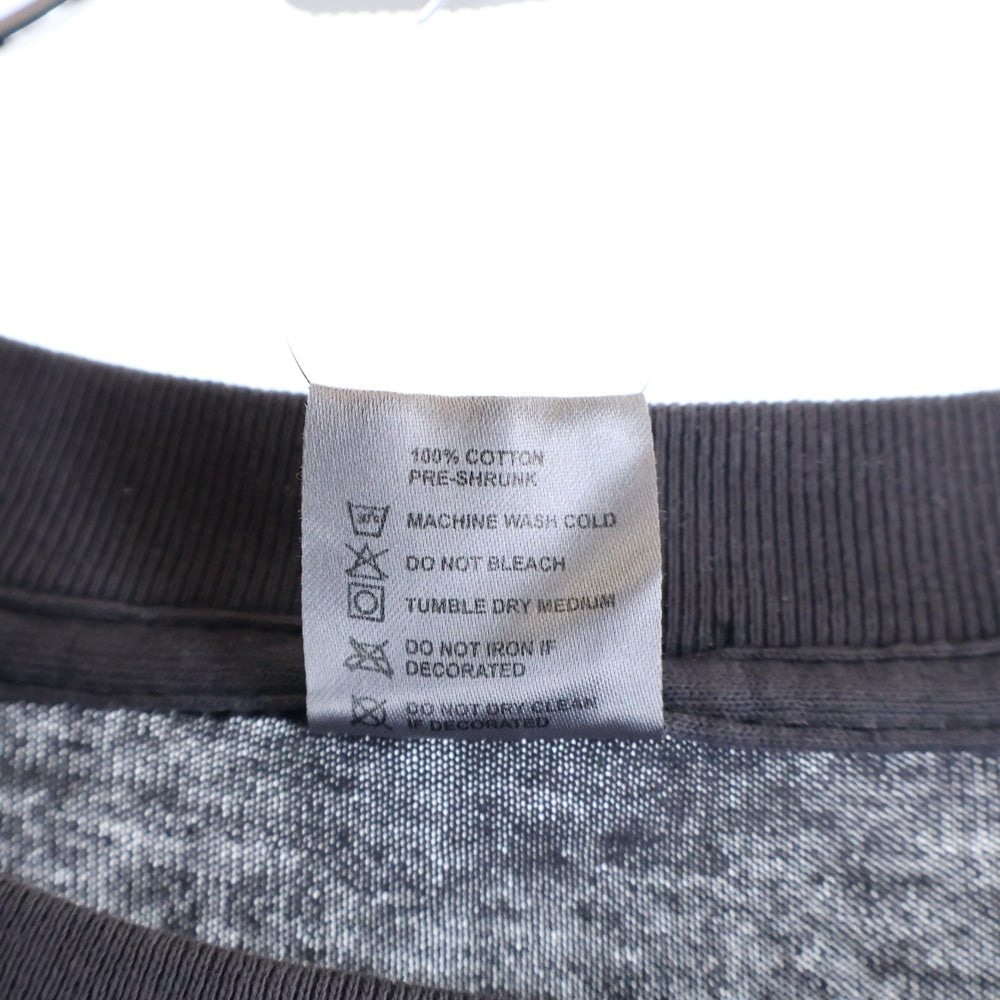 100% COTTON
PRE-SHRUNK
MACHINE WASH COLD
DO NOT BLEACH
TUMBLE DRY MEDIUM
DO NOT IRON IF
DECORATED
DO NOT DRY CLEAN
IF DECORATED